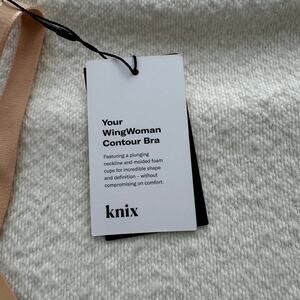 Your
WingWoman
Contour Bra
Featuring a plunging
neckline and molded foam
cups for incredible shape
and definition – without
compromising on comfort.
knix